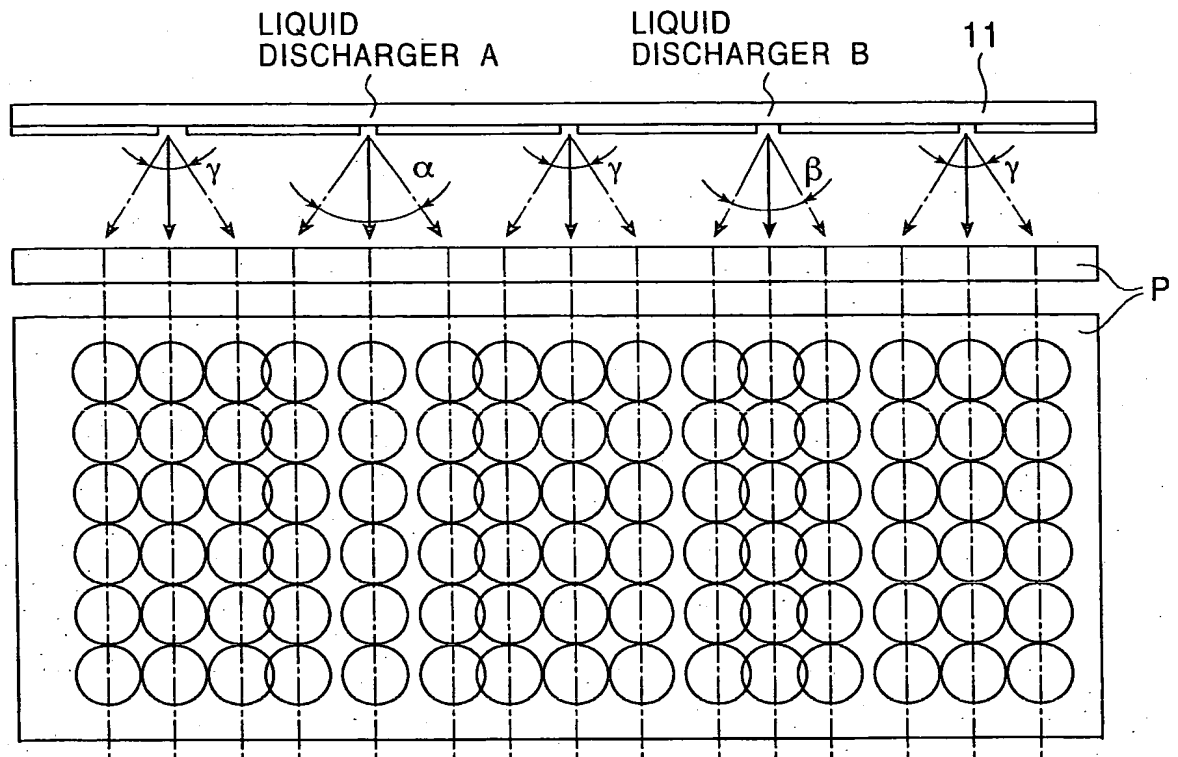 LIQUID
DISCHARGER A
LIQUID
DISCHARGER B
11
γ
α
γ
β
γ
P